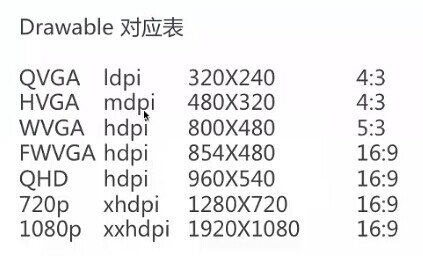 Drawable 对应表
QVGA ldpi 320X240 4:3
HVGA mdpi 480X320 4:3
WVGA hdpi 800X480 5:3
FWVGA hdpi 854X480 16:9
QHD hdpi 960X540 16:9
720p xhdpi 1280X720 16:9
1080p xxhdpi 1920X1080 16:9